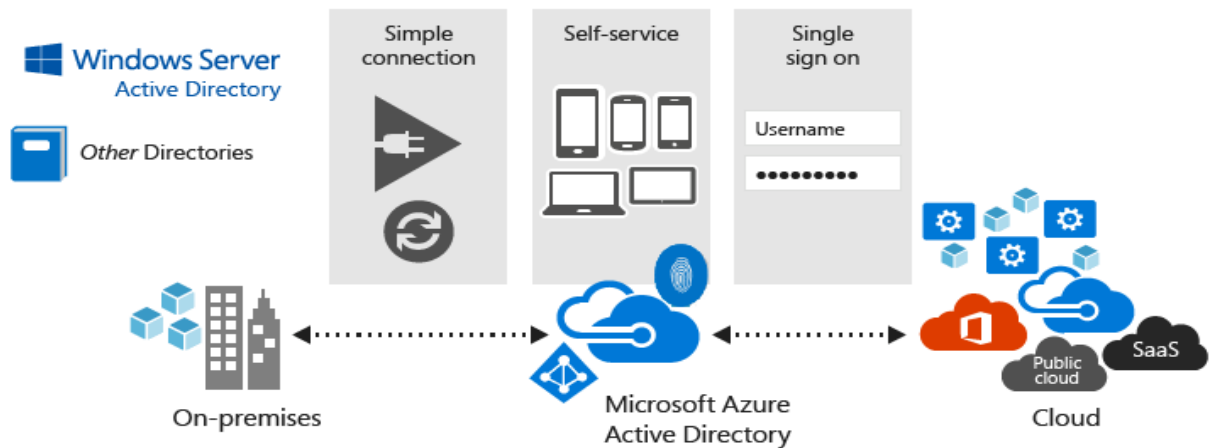 Windows Server
Active Directory
Other Directories
Simple
connection
Self-service
Single
sign on
Username
•••••••••
On-premises
Microsoft Azure
Active Directory
Public
cloud
SaaS
Cloud